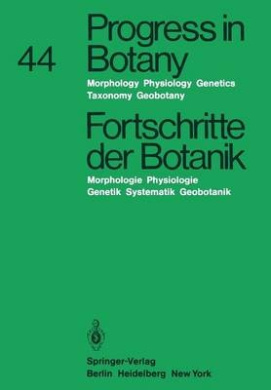 44
Progress in
Botany
Morphology Physiology Genetics
Taxonomy Geobotany
Fortschritte
der Botanik
Morphologie Physiologie
Genetik Systematik Geobotanik
Springer-Verlag
Berlin Heidelberg New York